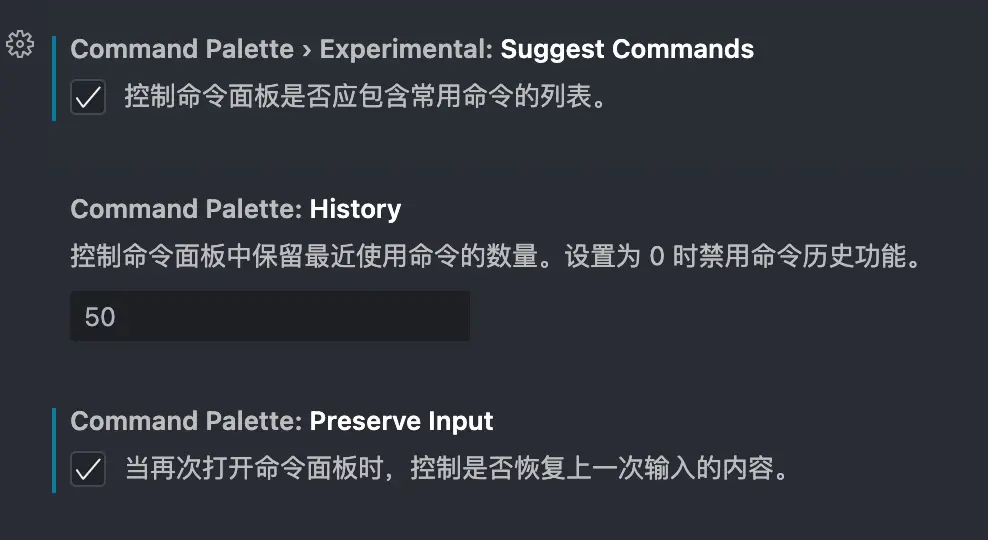 Command Palette › Experimental: Suggest Commands
控制命令面板是否应包含常用命令的列表。
Command Palette: History
控制命令面板中保留最近使用命令的数量。设置为 0 时禁用命令历史功能。
50
Command Palette: Preserve Input
当再次打开命令面板时，控制是否恢复上一次输入的内容。